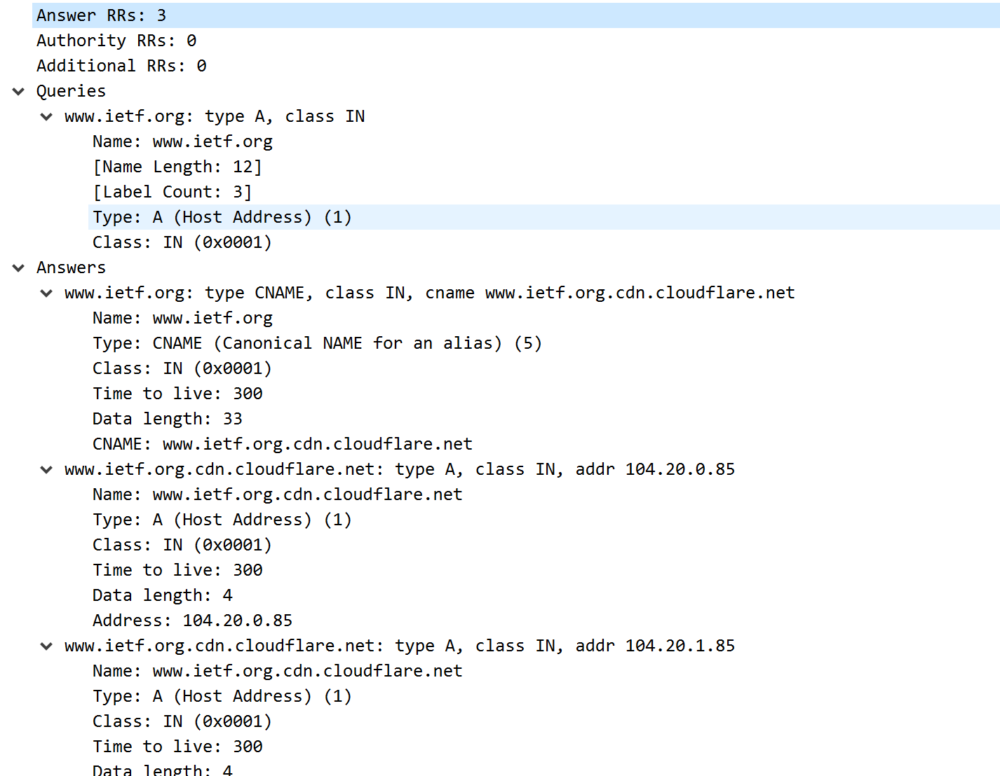 Answer RRs: 3
Authority RRs: 0
Additional RRs: 0
Queries
www.ietf.org: type A, class IN
Name: www.ietf.org
[Name Length: 12]
[Label Count: 3]
Type: A (Host Address) (1)
Class: IN (0x0001)
Answers
www.ietf.org: type CNAME, class IN, cname www.ietf.org.cdn.cloudflare.net
Name: www.ietf.org
Type: CNAME (Canonical NAME for an alias) (5)
Class: IN (0x0001)
Time to live: 300
Data length: 33
CNAME: www.ietf.org.cdn.cloudflare.net
www.ietf.org.cdn.cloudflare.net: type A, class IN, addr 104.20.0.85
Name: www.ietf.org.cdn.cloudflare.net
Type: A (Host Address) (1)
Class: IN (0x0001)
Time to live: 300
Data length: 4
Address: 104.20.0.85
www.ietf.org.cdn.cloudflare.net: type A, class IN, addr 104.20.1.85
Name: www.ietf.org.cdn.cloudflare.net
Type: A (Host Address) (1)
Class: IN (0x0001)
Time to live: 300
Data length: 4